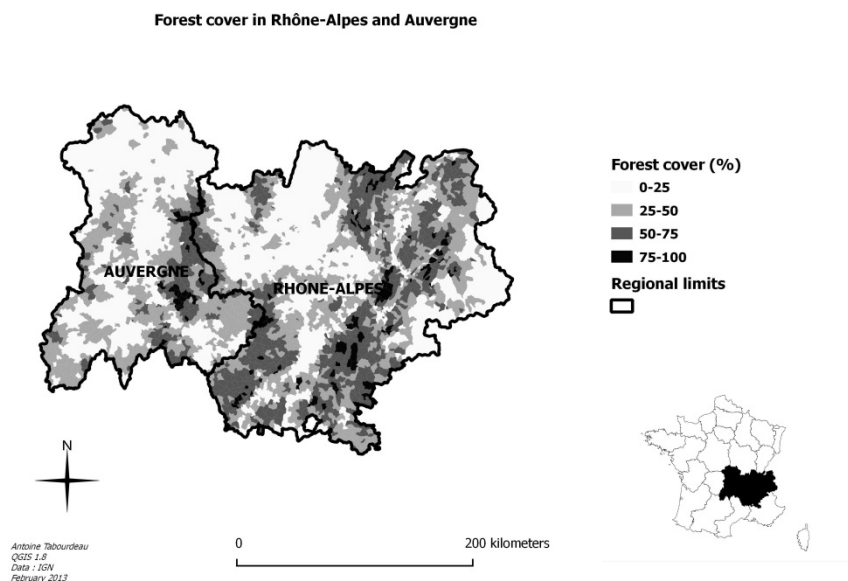 Forest cover in Rhône-Alpes and Auvergne
Forest cover (%)
0-25
25-50
50-75
75-100
Regional limits
AUVERGNE
RHONE-ALPES
N
0
200 kilometers
Antoine Tabourdeau
QGIS 1.8
Data : IGN
February 2013